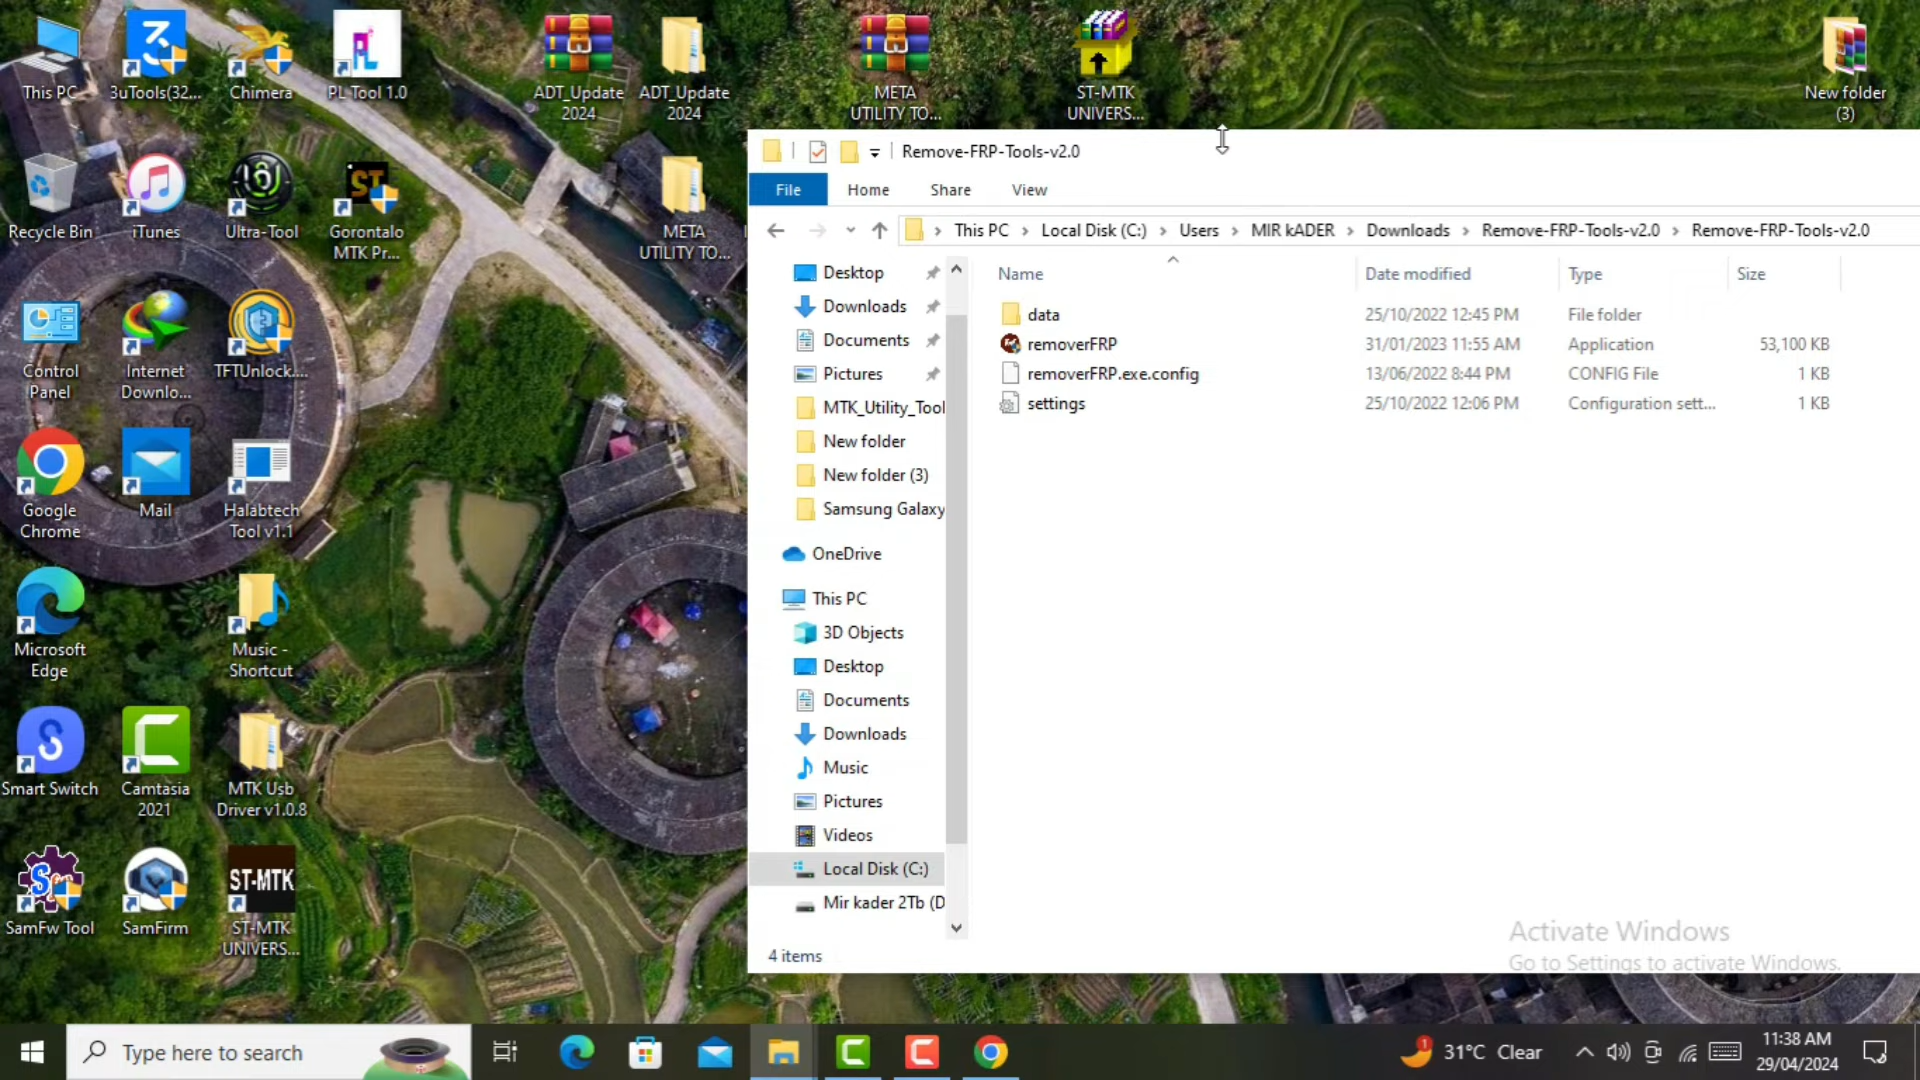 This PC
3uTools(32...
Chimera
PL Tool 1.0
ADT_Update
2024
ADT_Update
2024
META
UTILITY TO...
ST-MTK
UNIVERS...
New folder
(3)
Recycle Bin
iTunes
Ultra-Tool
ST
Gorontalo
MTK Pr...
META
UTILITY TO...
Control
Panel
Internet
Downlo...
TFTUnlock....
Google
Chrome
Mail
Halabtech
Tool v1.1
Microsoft
Edge
Music -
Shortcut
Smart Switch
Camtasia
2021
MTK Usb
Driver v1.0.8
SamFw Tool
SamFirm
ST-MTK
ST-MTK
UNIVERS...
Remove-FRP-Tools-v2.0
File Home Share View
This PC Local Disk (C:) Users MIR kADER Downloads Remove-FRP-Tools-v2.0 Remove-FRP-Tools-v2.0
Desktop
Downloads
Documents
Pictures
MTK_Utility_Tool
New folder
New folder (3)
Samsung Galaxy
OneDrive
This PC
3D Objects
Desktop
Documents
Downloads
Music
Pictures
Videos
Local Disk (C:)
Mir kader 2Tb (D
Name Date modified Type Size
data 25/10/2022 12:45 PM File folder
removerFRP 31/01/2023 11:55 AM Application 53,100 KB
removerFRP.exe.config 13/06/2022 8:44 PM CONFIG File 1 KB
settings 25/10/2022 12:06 PM Configuration sett... 1 KB
Activate Windows
Go to Settings to activate Windows.
4 items
Type here to search
1
31°C Clear
11:38 AM
29/04/2024